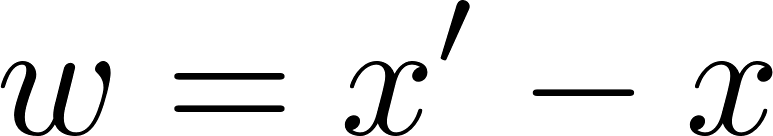 w = x′ − x